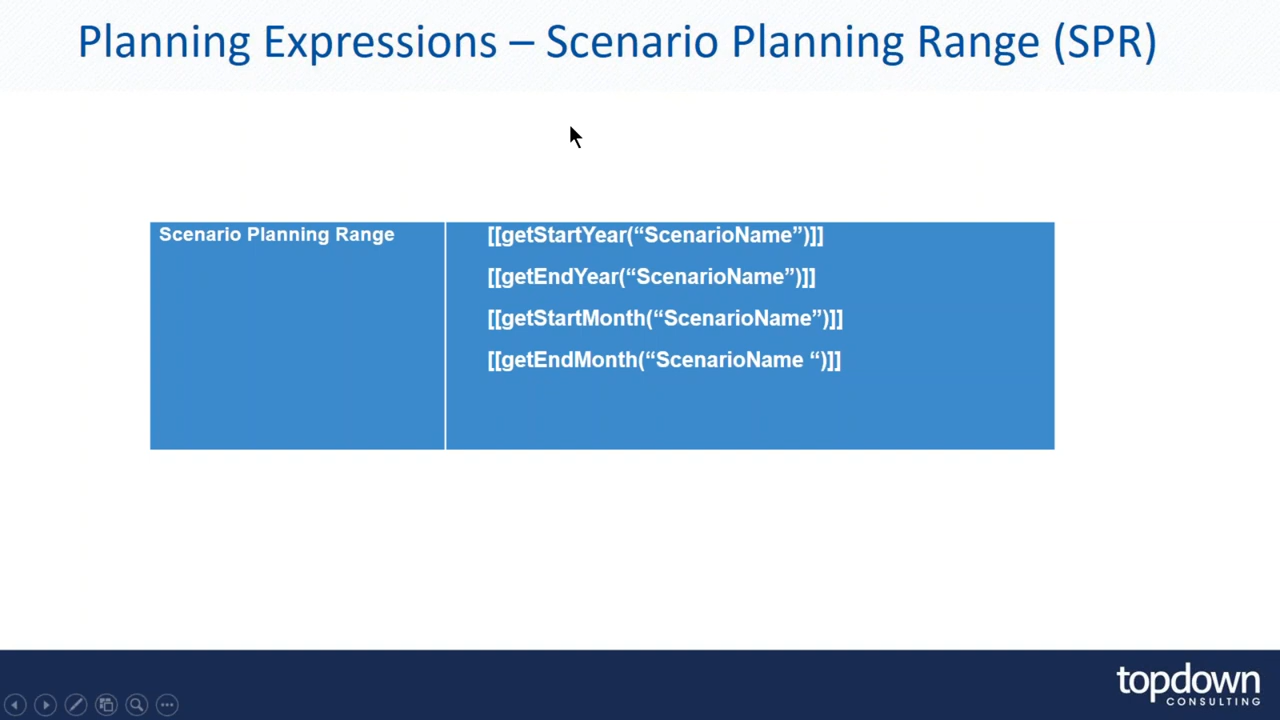 Planning Expressions – Scenario Planning Range (SPR)
Scenario Planning Range
[[getStartYear(“ScenarioName”)]]
[[getEndYear(“ScenarioName”)]]
[[getStartMonth(“ScenarioName”)]]
[[getEndMonth(“ScenarioName “)]]
topdown
CONSULTING